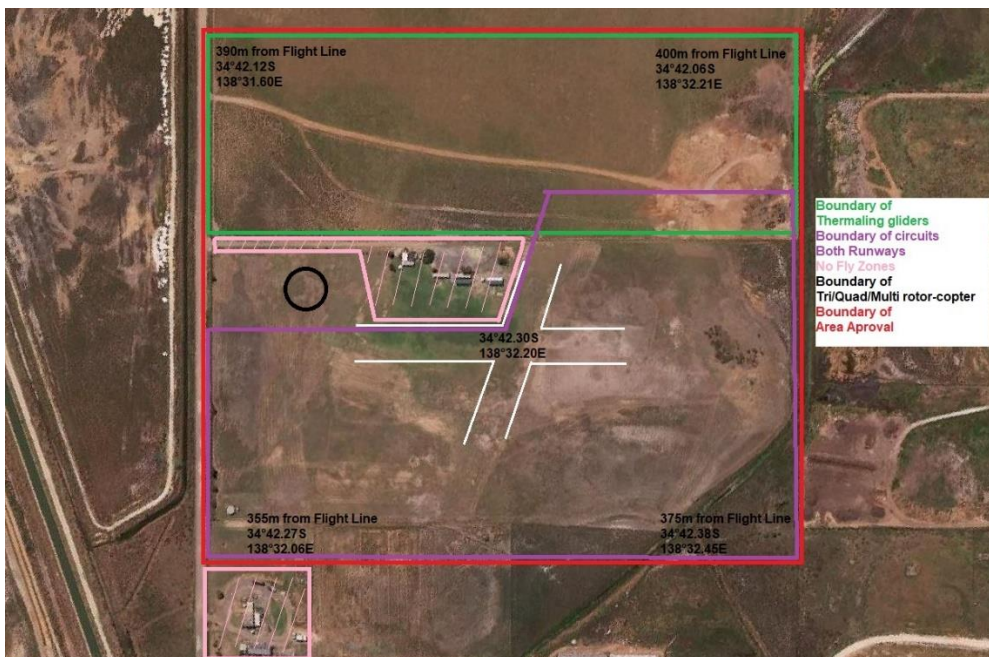 390m from Flight Line
34°42.12S
138°31.60E
400m from Flight Line
34°42.06S
138°32.21E
Boundary of
Thermaling gliders
Boundary of circuits
Both Runways
No Fly Zones
Boundary of
Tri/Quad/Multi rotor-copter
Boundary of
Area Aproval
34°42.30S
138°32.20E
355m from Flight Line
34°42.27S
138°32.06E
375m from Flight Line
34°42.38S
138°32.45E